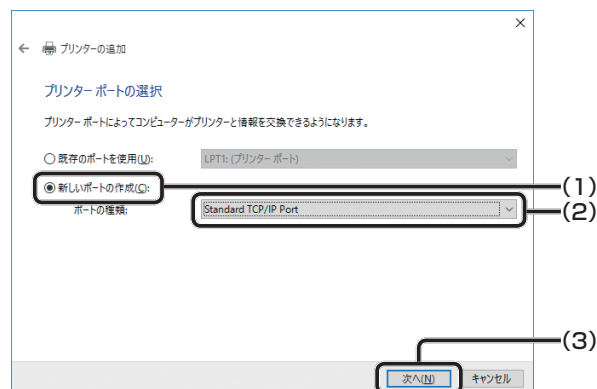 プリンターの追加
プリンター ポートの選択
プリンター ポートによってコンピューターがプリンターと情報を交換できるようになります。
既存のポートを使用(U): LPT1: (プリンター ポート)
新しいポートの作成(C): (1)
ポートの種類: Standard TCP/IP Port (2)
(3)
次へ(N) キャンセル